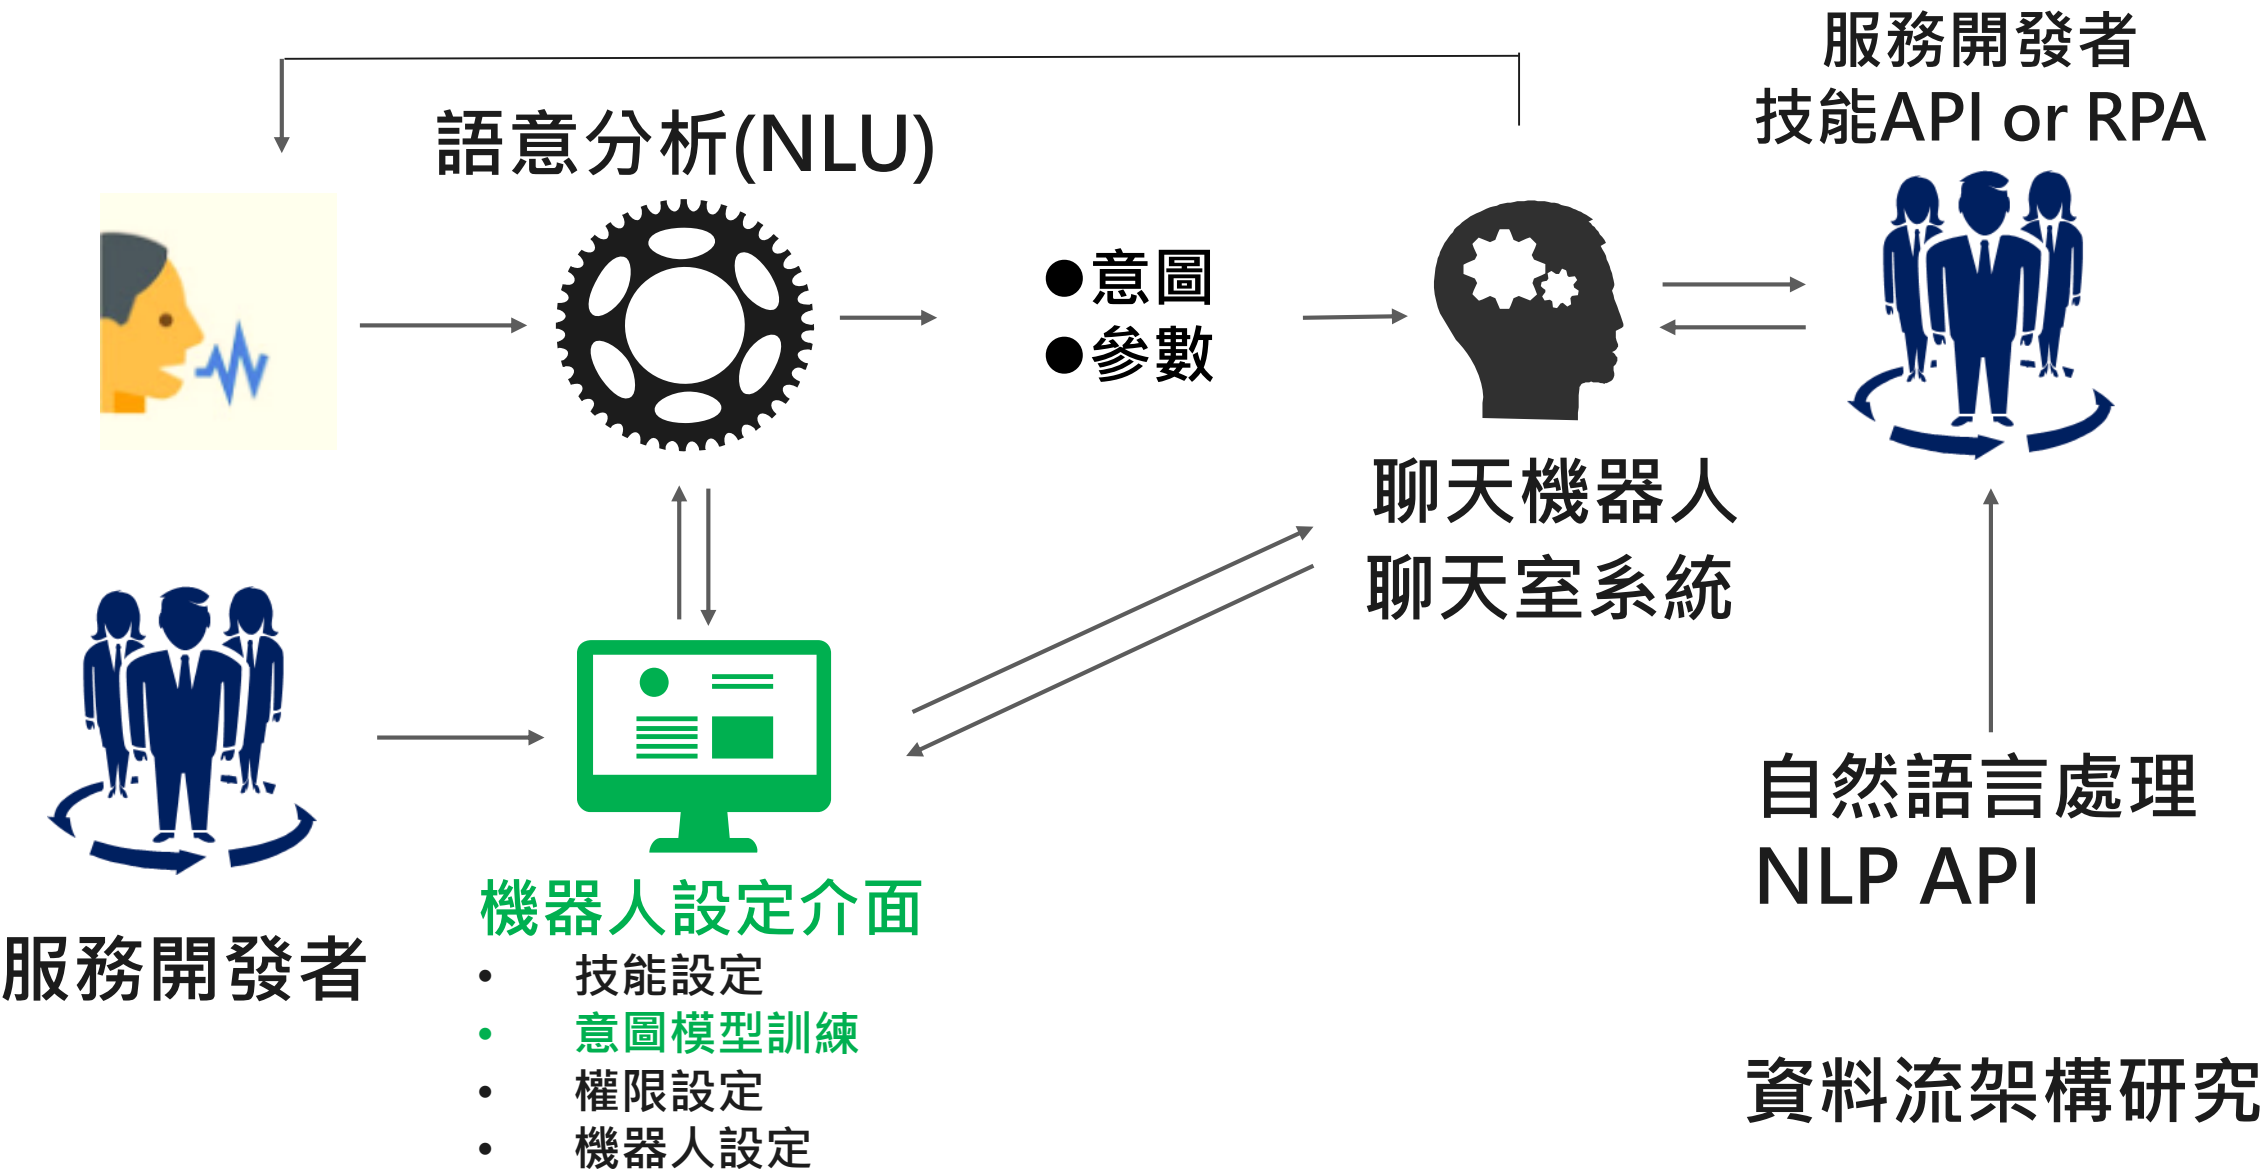 服務開發者
技能API or RPA
語意分析(NLU)
●意圖
●參數
聊天機器人
聊天室系統
自然語言處理
NLP API
機器人設定介面
• 技能設定
• 意圖模型訓練
• 權限設定
• 機器人設定
服務開發者
資料流架構研究